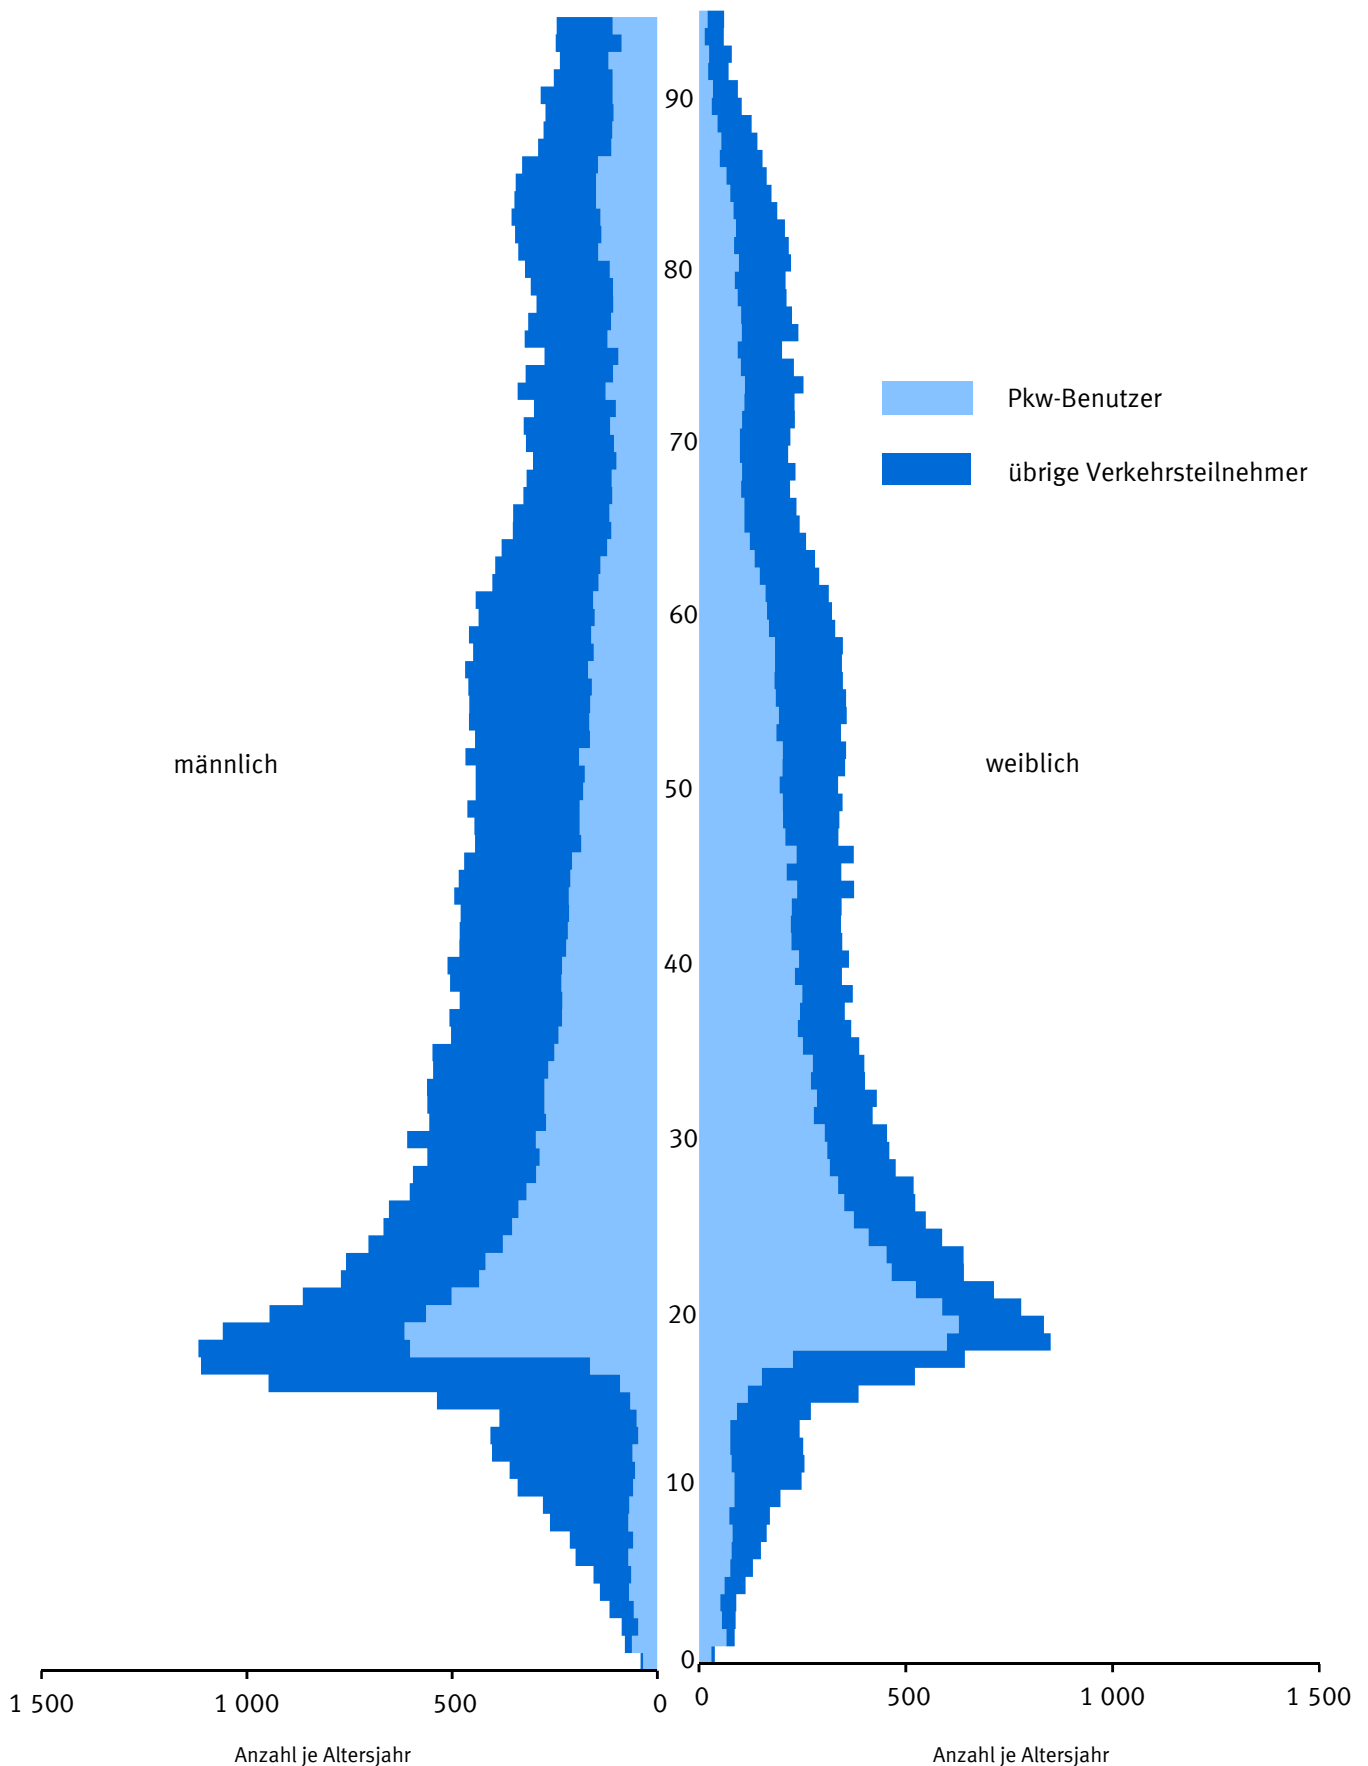 90
80
Pkw-Benutzer
70
übrige Verkehrsteilnehmer
60
männlich
weiblich
50
40
30
20
10
0
1 500 1 000 500 0 0 500 1 000 1 500
Anzahl je Altersjahr Anzahl je Altersjahr